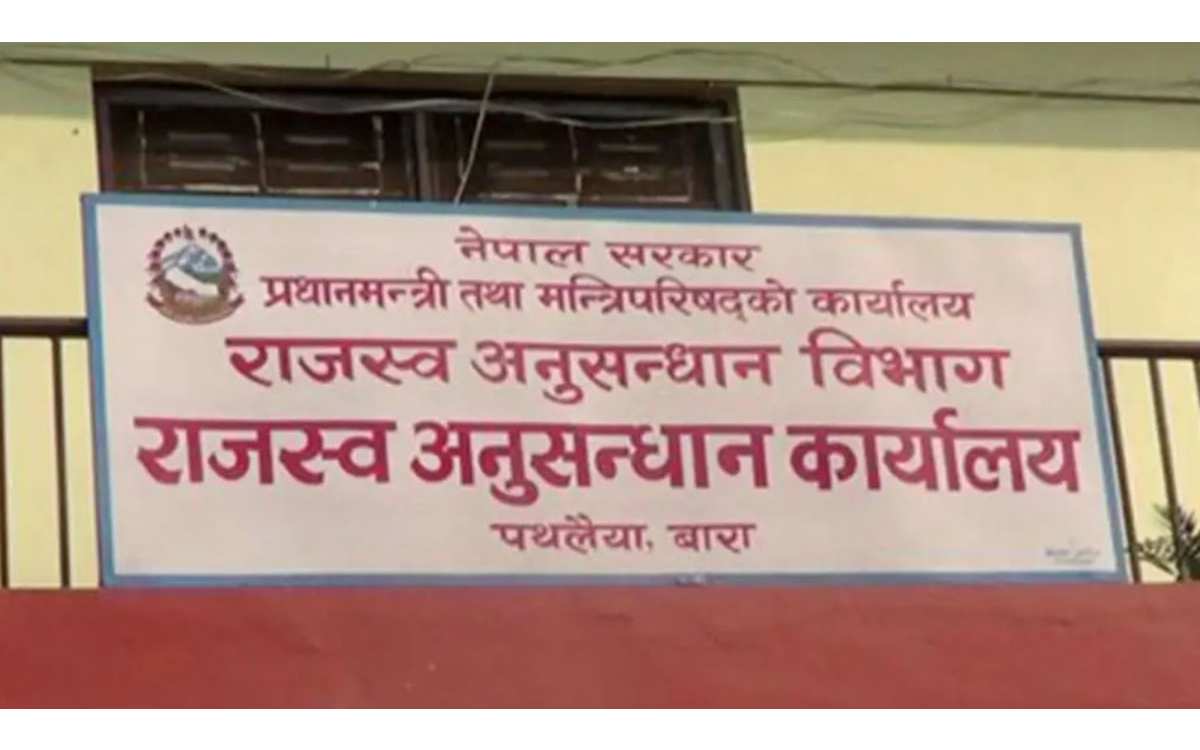 नेपाल सरकार
प्रधानमन्त्री तथा मन्त्रिपरिषद्को कार्यालय
राजस्व अनुसन्धान विभाग
राजस्व अनुसन्धान कार्यालय
पथलैया, बारा